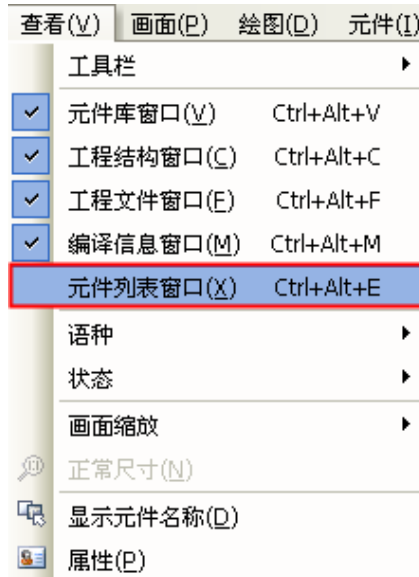 查看(V) 画面(P) 绘图(D) 元件(I)
工具栏
元件库窗口(V) Ctrl+Alt+V
工程结构窗口(C) Ctrl+Alt+C
工程文件窗口(F) Ctrl+Alt+F
编译信息窗口(M) Ctrl+Alt+M
元件列表窗口(X) Ctrl+Alt+E
语种
状态
画面缩放
正常尺寸(N)
显示元件名称(D)
属性(P)